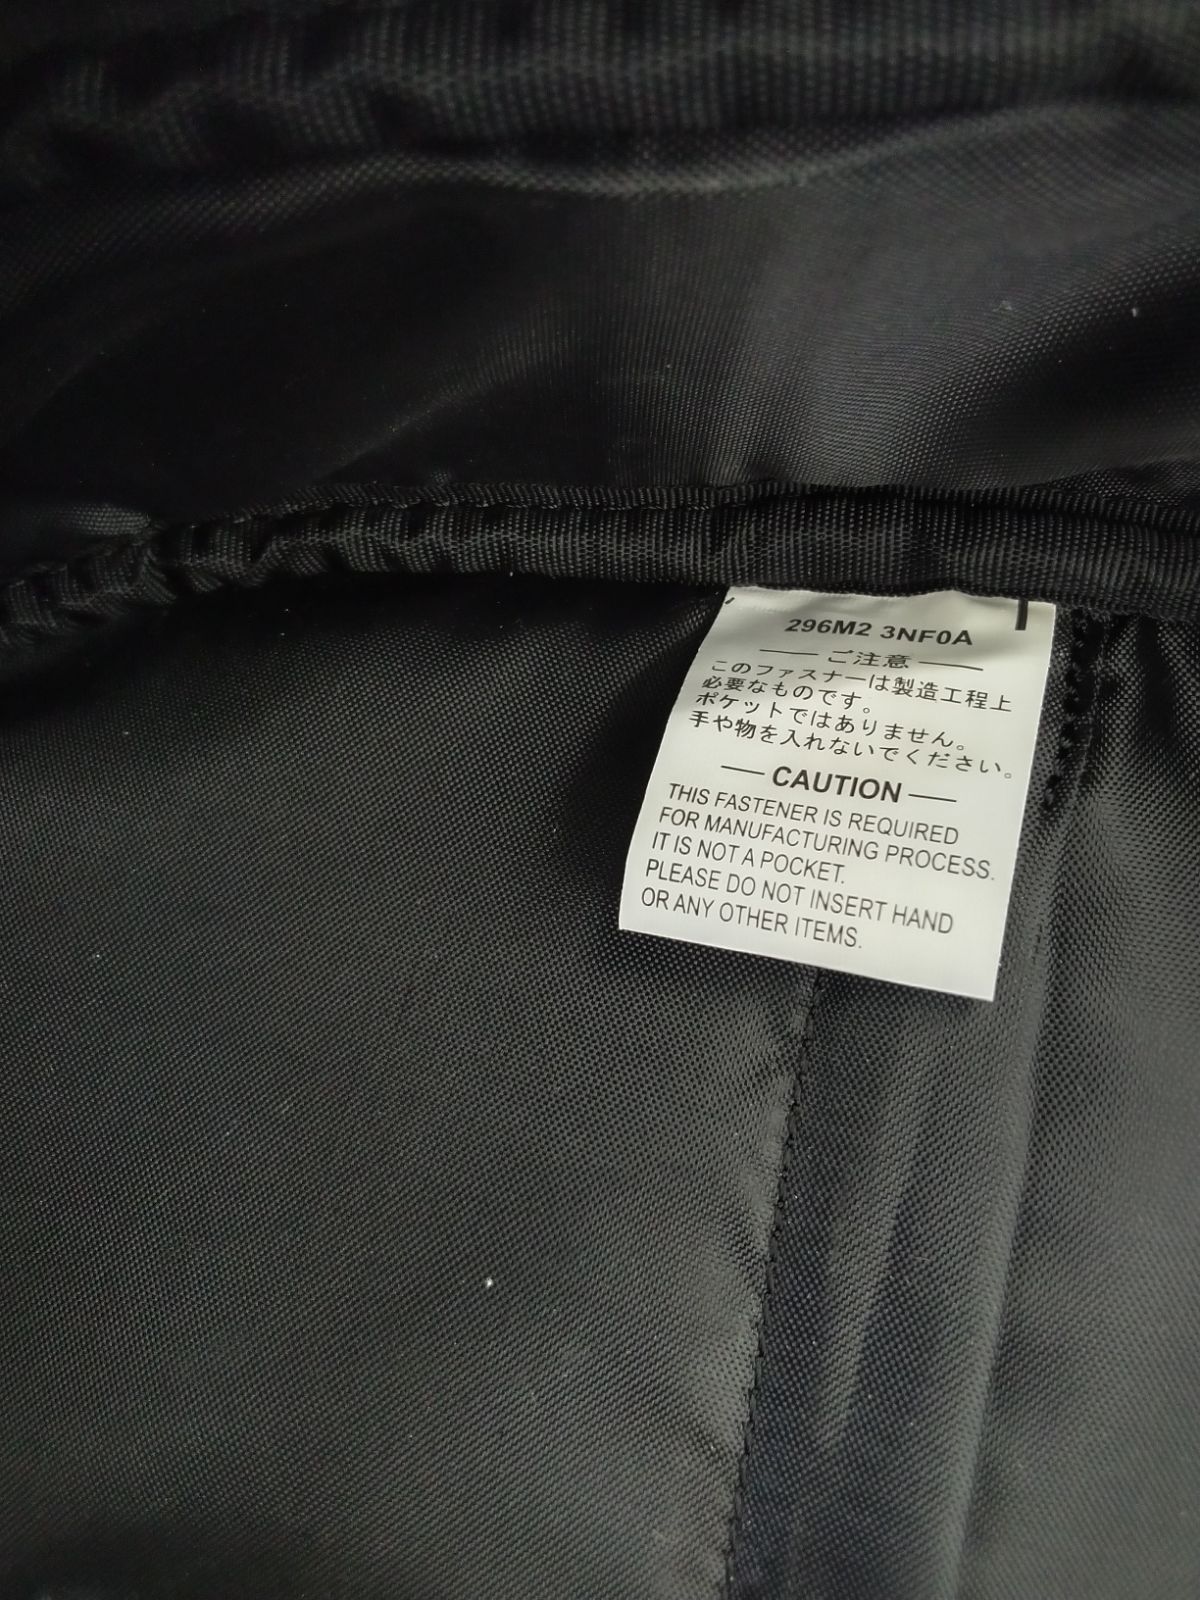 296M2 3NF0A
ご注意
このファスナーは製造工程上
必要なものです。
ポケットではありません。
手や物を入れないでください。
CAUTION
THIS FASTENER IS REQUIRED
FOR MANUFACTURING PROCESS.
IT IS NOT A POCKET.
PLEASE DO NOT INSERT HAND
OR ANY OTHER ITEMS.